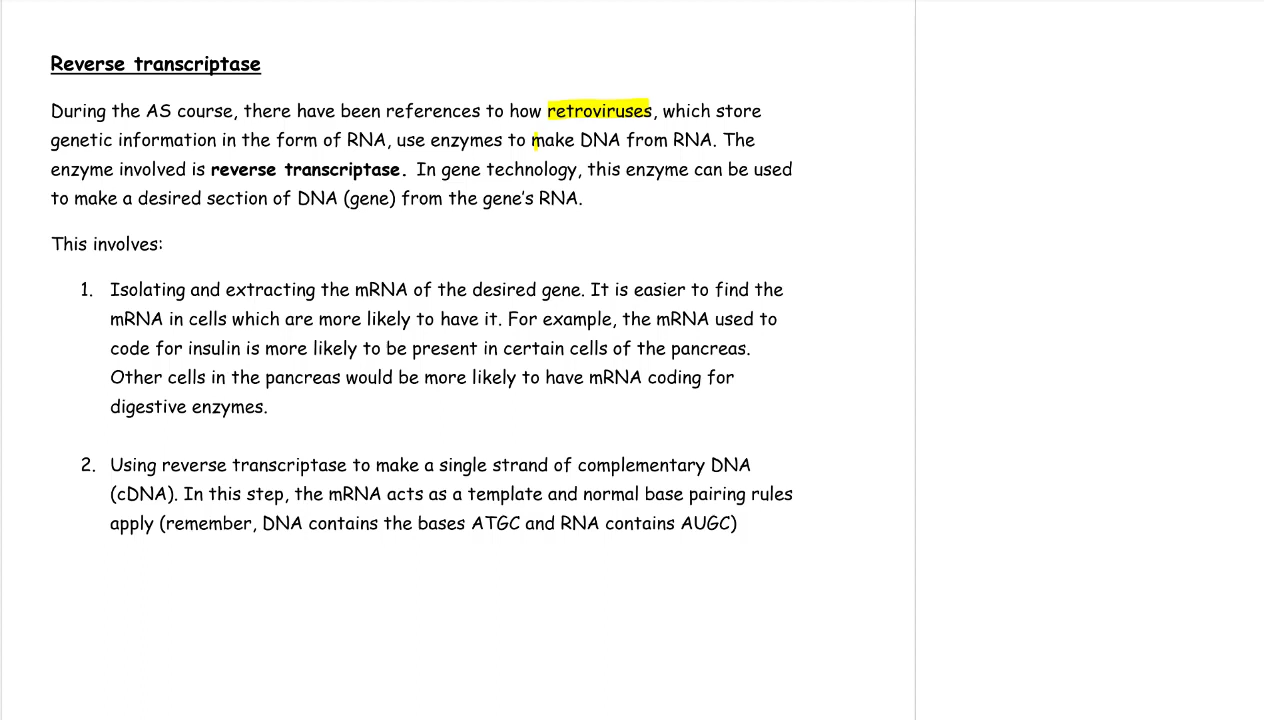 Reverse transcriptase
During the AS course, there have been references to how retroviruses, which store
genetic information in the form of RNA, use enzymes to make DNA from RNA. The
enzyme involved is reverse transcriptase. In gene technology, this enzyme can be used
to make a desired section of DNA (gene) from the gene's RNA.
This involves:
1. Isolating and extracting the mRNA of the desired gene. It is easier to find the
mRNA in cells which are more likely to have it. For example, the mRNA used to
code for insulin is more likely to be present in certain cells of the pancreas.
Other cells in the pancreas would be more likely to have mRNA coding for
digestive enzymes.
2. Using reverse transcriptase to make a single strand of complementary DNA
(cDNA). In this step, the mRNA acts as a template and normal base pairing rules
apply (remember, DNA contains the bases ATGC and RNA contains AUGC)